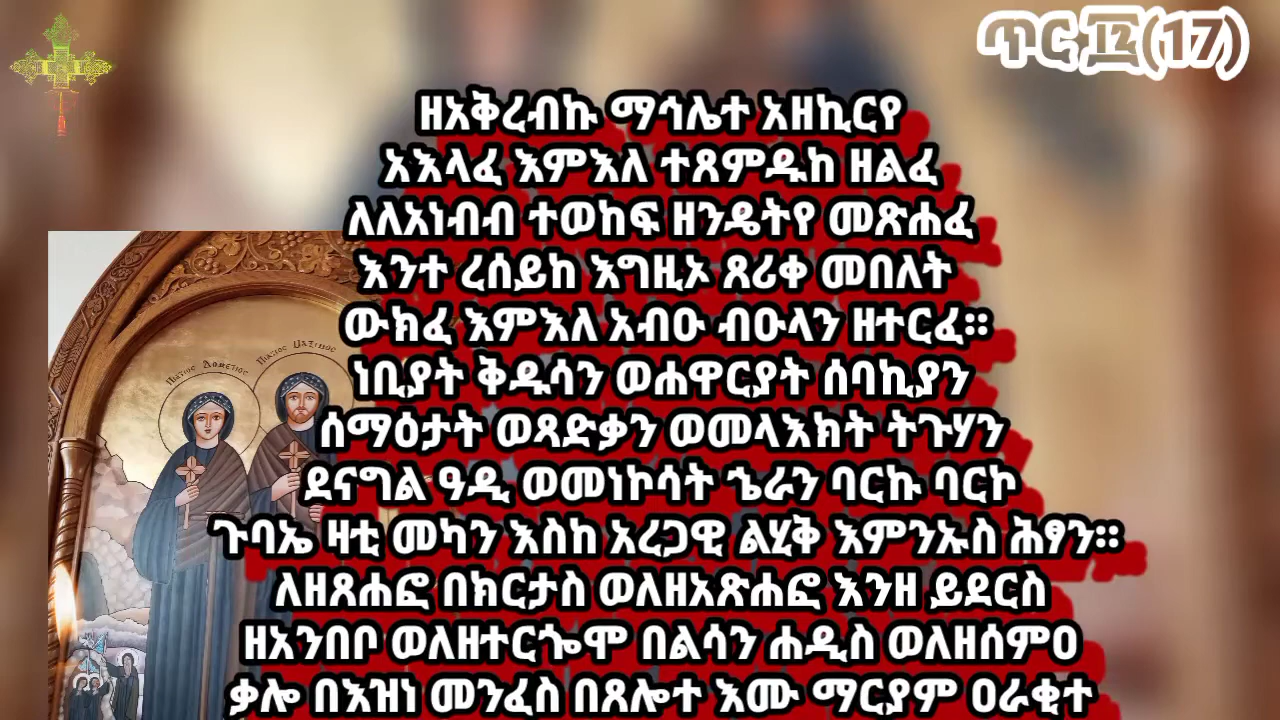 ጥር ፲፯(17)
ዘአቅረብኩ ማኅሌተ አዘኪርየ
አእላፈ እምእለ ተጸምዱከ ዘልፈ
ለለአነብብ ተወከፍ ዘንዴትየ መጽሐፈ
እንተ ረሰይከ እግዚኦ ጸሪቀ መበለት
ውክፈ እምእለ አብዑ ብዑላን ዘተርፈ።
ነቢያት ቅዱሳን ወሐዋርያት ሰባኪያን
ሰማዕታት ወጻድቃን ወመላእክት ትጉሃን
ደናግል ዓዲ ወመነኮሳት ኄራን ባርኩ ባርኮ
ጉባኤ ዛቲ መካን እስከ አረጋዊ ልሂቅ እምንኡስ ሕፃን።
ለዘጸሐፎ በክርታስ ወለዘአጽሐፎ እንዘ ይደርስ
ዘአንበቦ ወለዘተርጐሞ በልሳን ሐዲስ ወለዘሰምዐ
ቃሎ በእዝነ መንፈስ በጸሎተ እሙ ማርያም ዐራቂተ